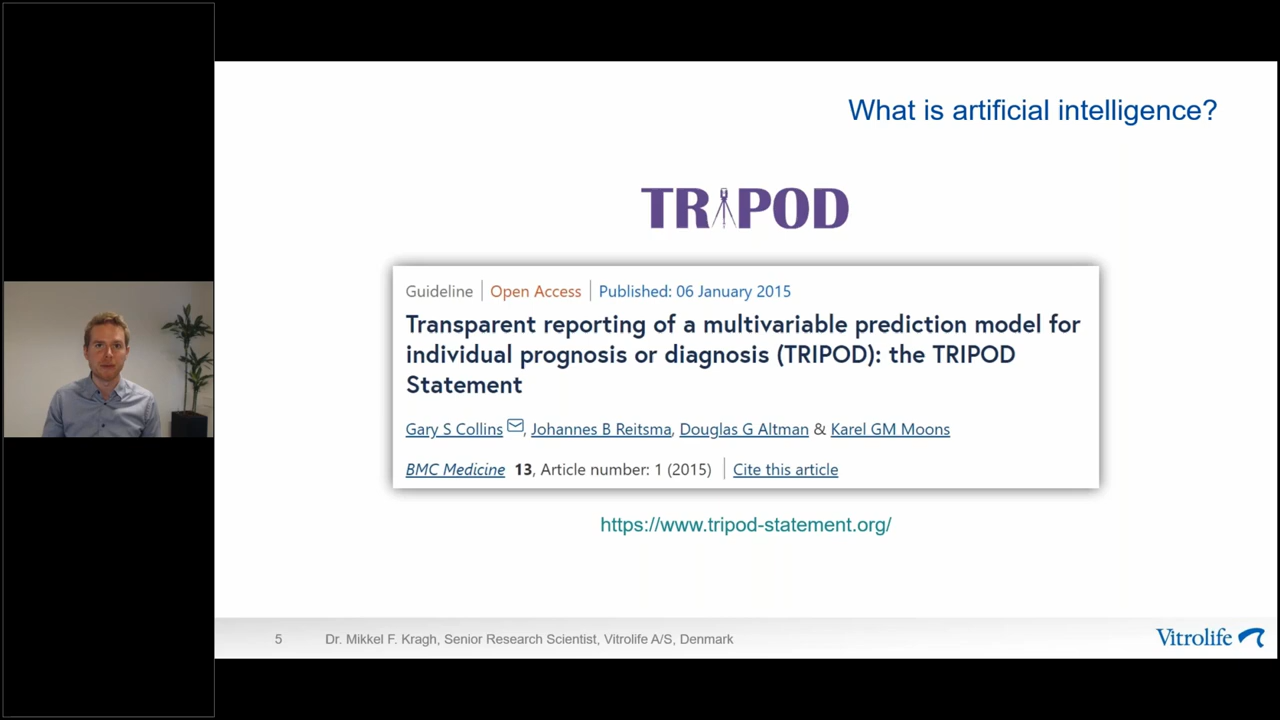 What is artificial intelligence?
TRIPOD
Guideline Open Access Published: 06 January 2015
Transparent reporting of a multivariable prediction model for
individual prognosis or diagnosis (TRIPOD): the TRIPOD
Statement
Gary S Collins, Johannes B Reitsma, Douglas G Altman & Karel GM Moons
BMC Medicine 13, Article number: 1 (2015) Cite this article
https://www.tripod-statement.org/
5 Dr. Mikkel F. Kragh, Senior Research Scientist, Vitrolife A/S, Denmark
Vitrolife